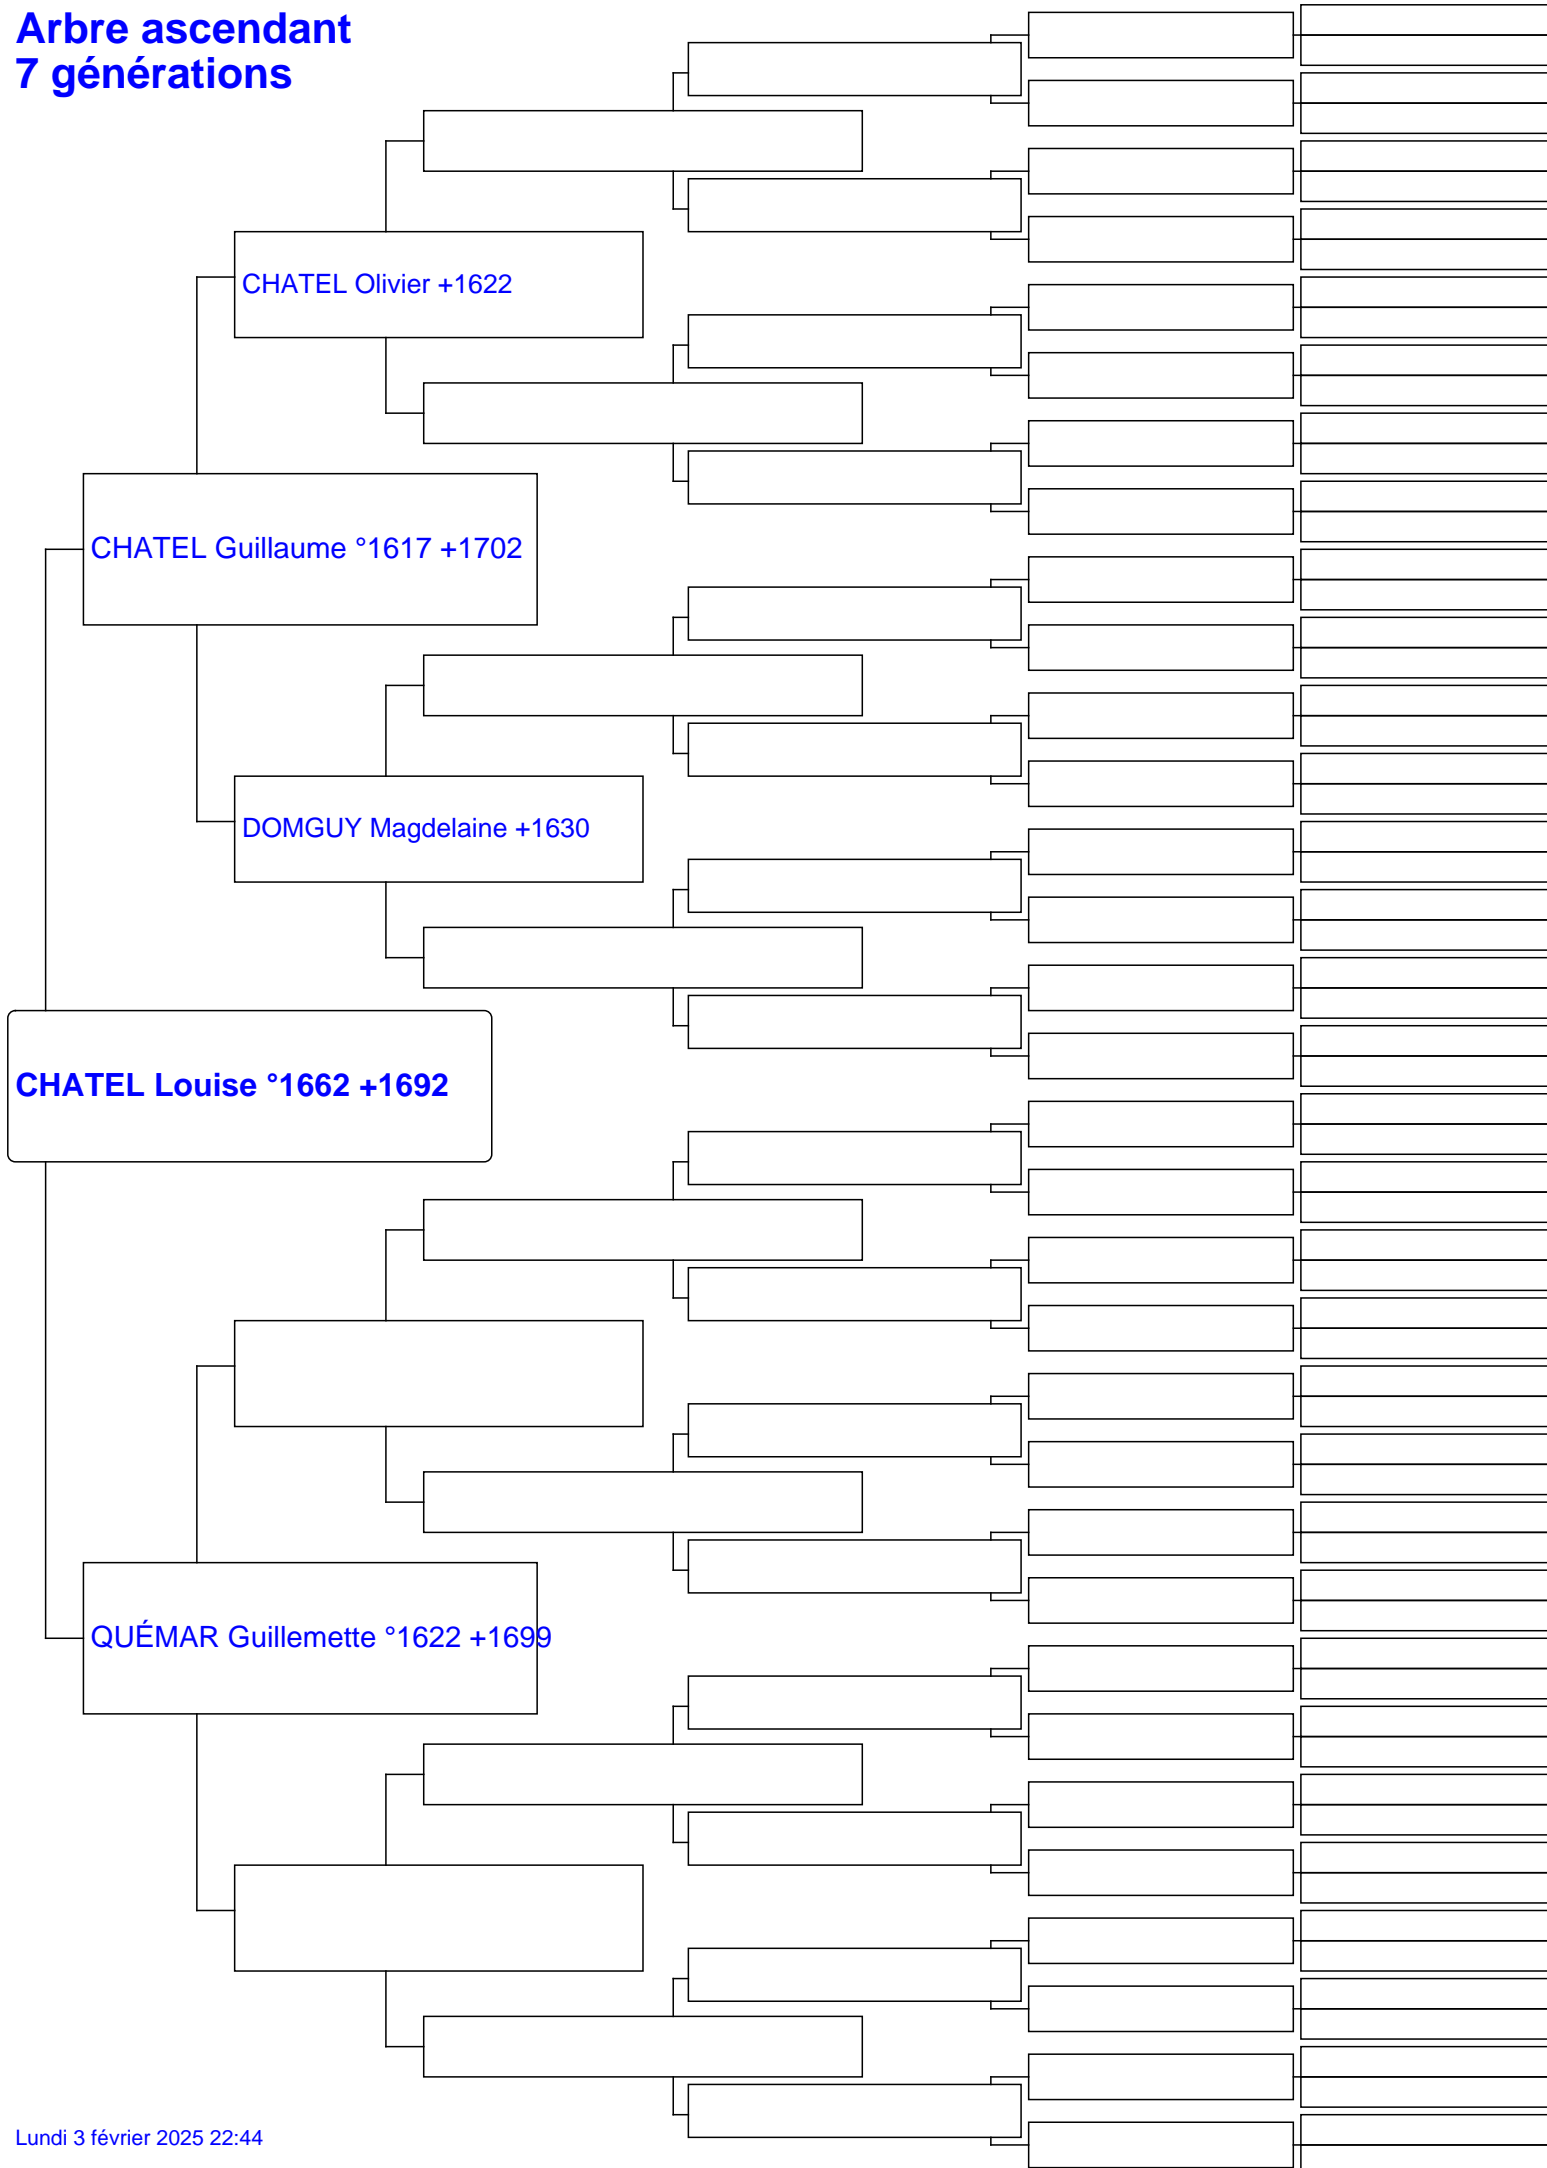 Arbre ascendant
7 générations
CHATEL Olivier +1622
CHATEL Guillaume °1617 +1702
DOMGUY Magdelaine +1630
CHATEL Louise °1662 +1692
QUÉMAR Guillemette °1622 +1699
Lundi 3 février 2025 22:44